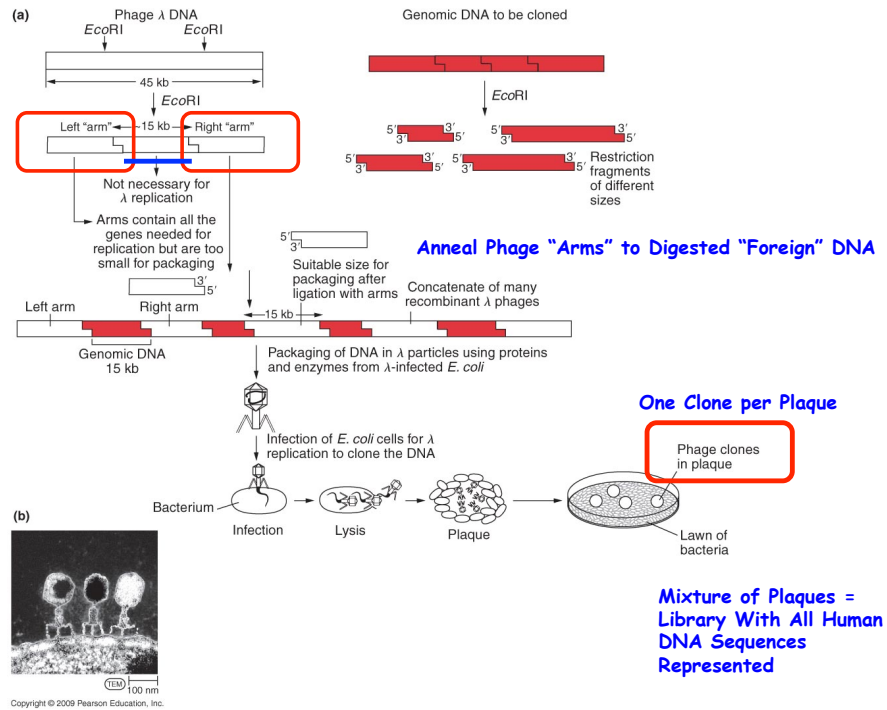 (a)
Phage λ DNA
EcoRI EcoRI
45 kb
EcoRI
Left “arm” 15 kb Right “arm”
Not necessary for
λ replication
Arms contain all the
genes needed for
replication but are too
small for packaging
Genomic DNA to be cloned
EcoRI
5′ 3′
3′ 5′
5′ 3′
3′ 5′
5′ 3′
3′ 5′
5′ 3′
3′ 5′
Restriction
fragments
of different
sizes
Anneal Phage “Arms” to Digested “Foreign” DNA
5′
3′
Suitable size for
packaging after
ligation with arms
3′
5′
Left arm
Right arm
15 kb
Concatenate of many
recombinant λ phages
Genomic DNA
15 kb
Packaging of DNA in λ particles using proteins
and enzymes from λ-infected E. coli
One Clone per Plaque
Infection of E. coli cells for λ
replication to clone the DNA
Phage clones
in plaque
Bacterium
Infection
Lysis
Plaque
Lawn of
bacteria
(b)
TEM
100 nm
Mixture of Plaques =
Library With All Human
DNA Sequences
Represented
Copyright © 2009 Pearson Education, Inc.